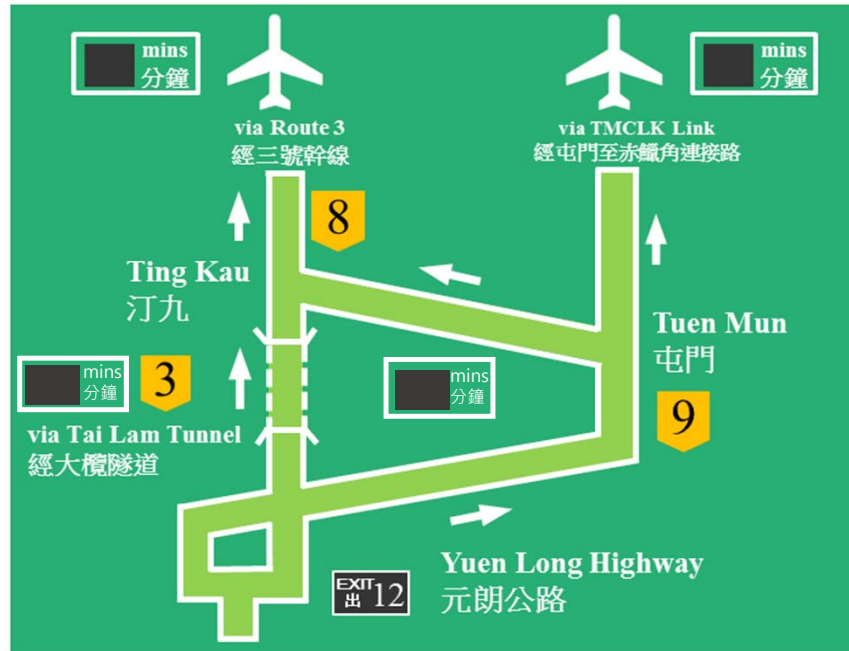 mins
分鐘
mins
分鐘
via Route 3
經三號幹線
via TMCLK Link
經屯門至赤鱲角連接路
8
Ting Kau
汀九
Tuen Mun
屯門
mins
分鐘
3
mins
分鐘
9
via Tai Lam Tunnel
經大欖隧道
Yuen Long Highway
元朗公路
EXIT
出 12